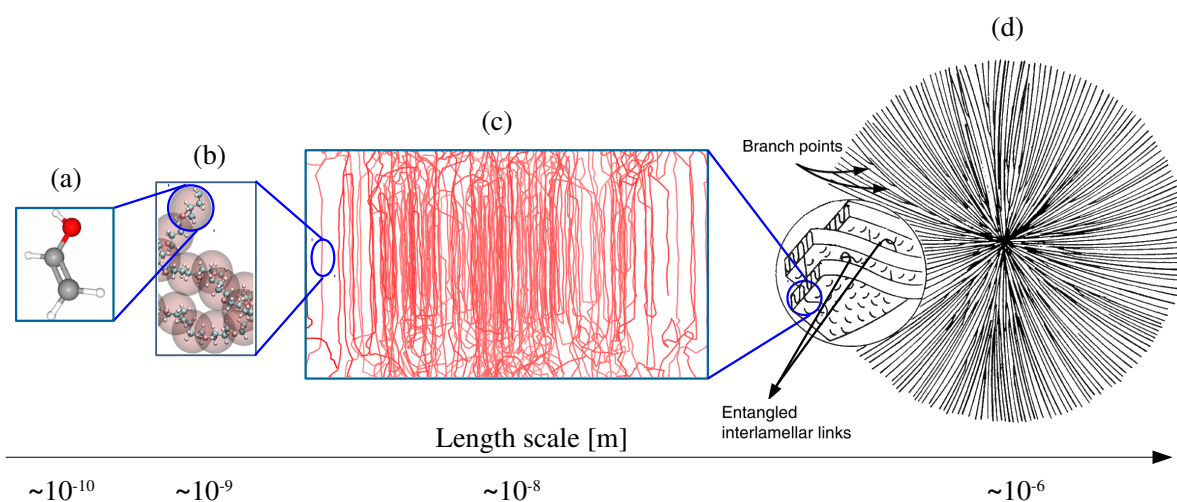 (a)
(b)
(c)
(d)
Branch points
Entangled
interlamellar links
Length scale [m]
~10⁻¹⁰
~10⁻⁹
~10⁻⁸
~10⁻⁶